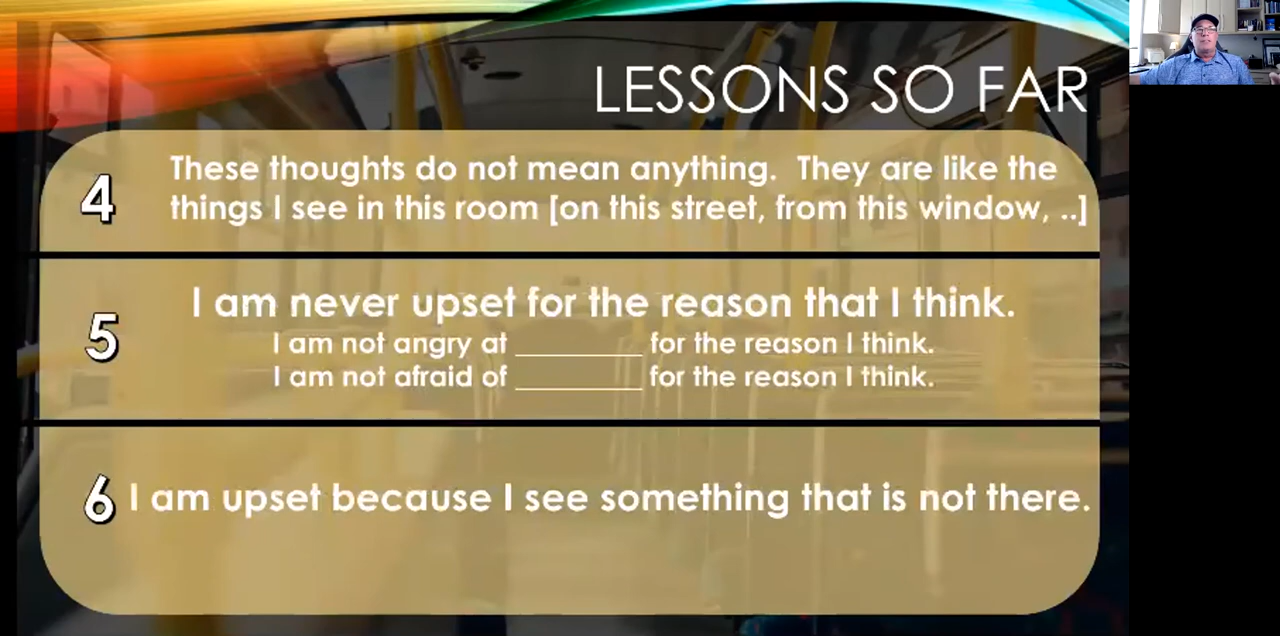 LESSONS SO FAR
4
These thoughts do not mean anything.  They are like the
things I see in this room [on this street, from this window, ..]
5
I am never upset for the reason that I think.
I am not angry at _________ for the reason I think.
I am not afraid of _________ for the reason I think.
6
I am upset because I see something that is not there.